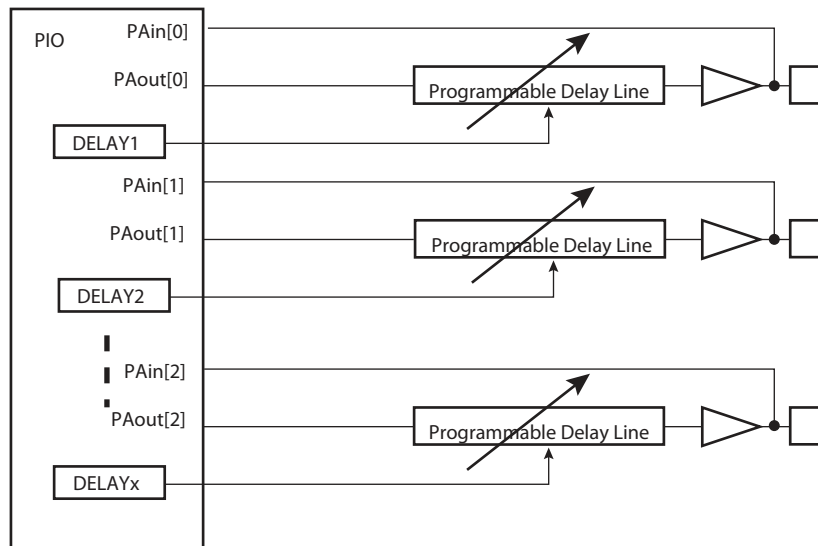 PIO
PAin[0]
PAout[0]
Programmable Delay Line
DELAY1
PAin[1]
PAout[1]
Programmable Delay Line
DELAY2
PAin[2]
PAout[2]
Programmable Delay Line
DELAYx